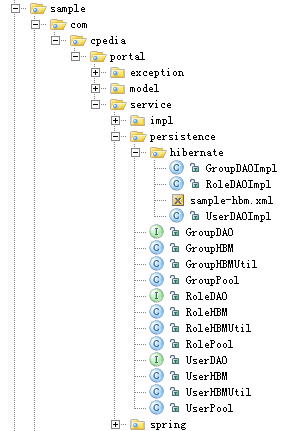 sample
com
cpedia
portal
exception
model
service
impl
persistence
hibernate
C GroupDAOImpl
C RoleDAOImpl
sample-hbm.xml
C UserDAOImpl
I GroupDAO
C GroupHBM
C GroupHBMUtil
C GroupPool
I RoleDAO
C RoleHBM
C RoleHBMUtil
C RolePool
I UserDAO
C UserHBM
C UserHBMUtil
C UserPool
spring